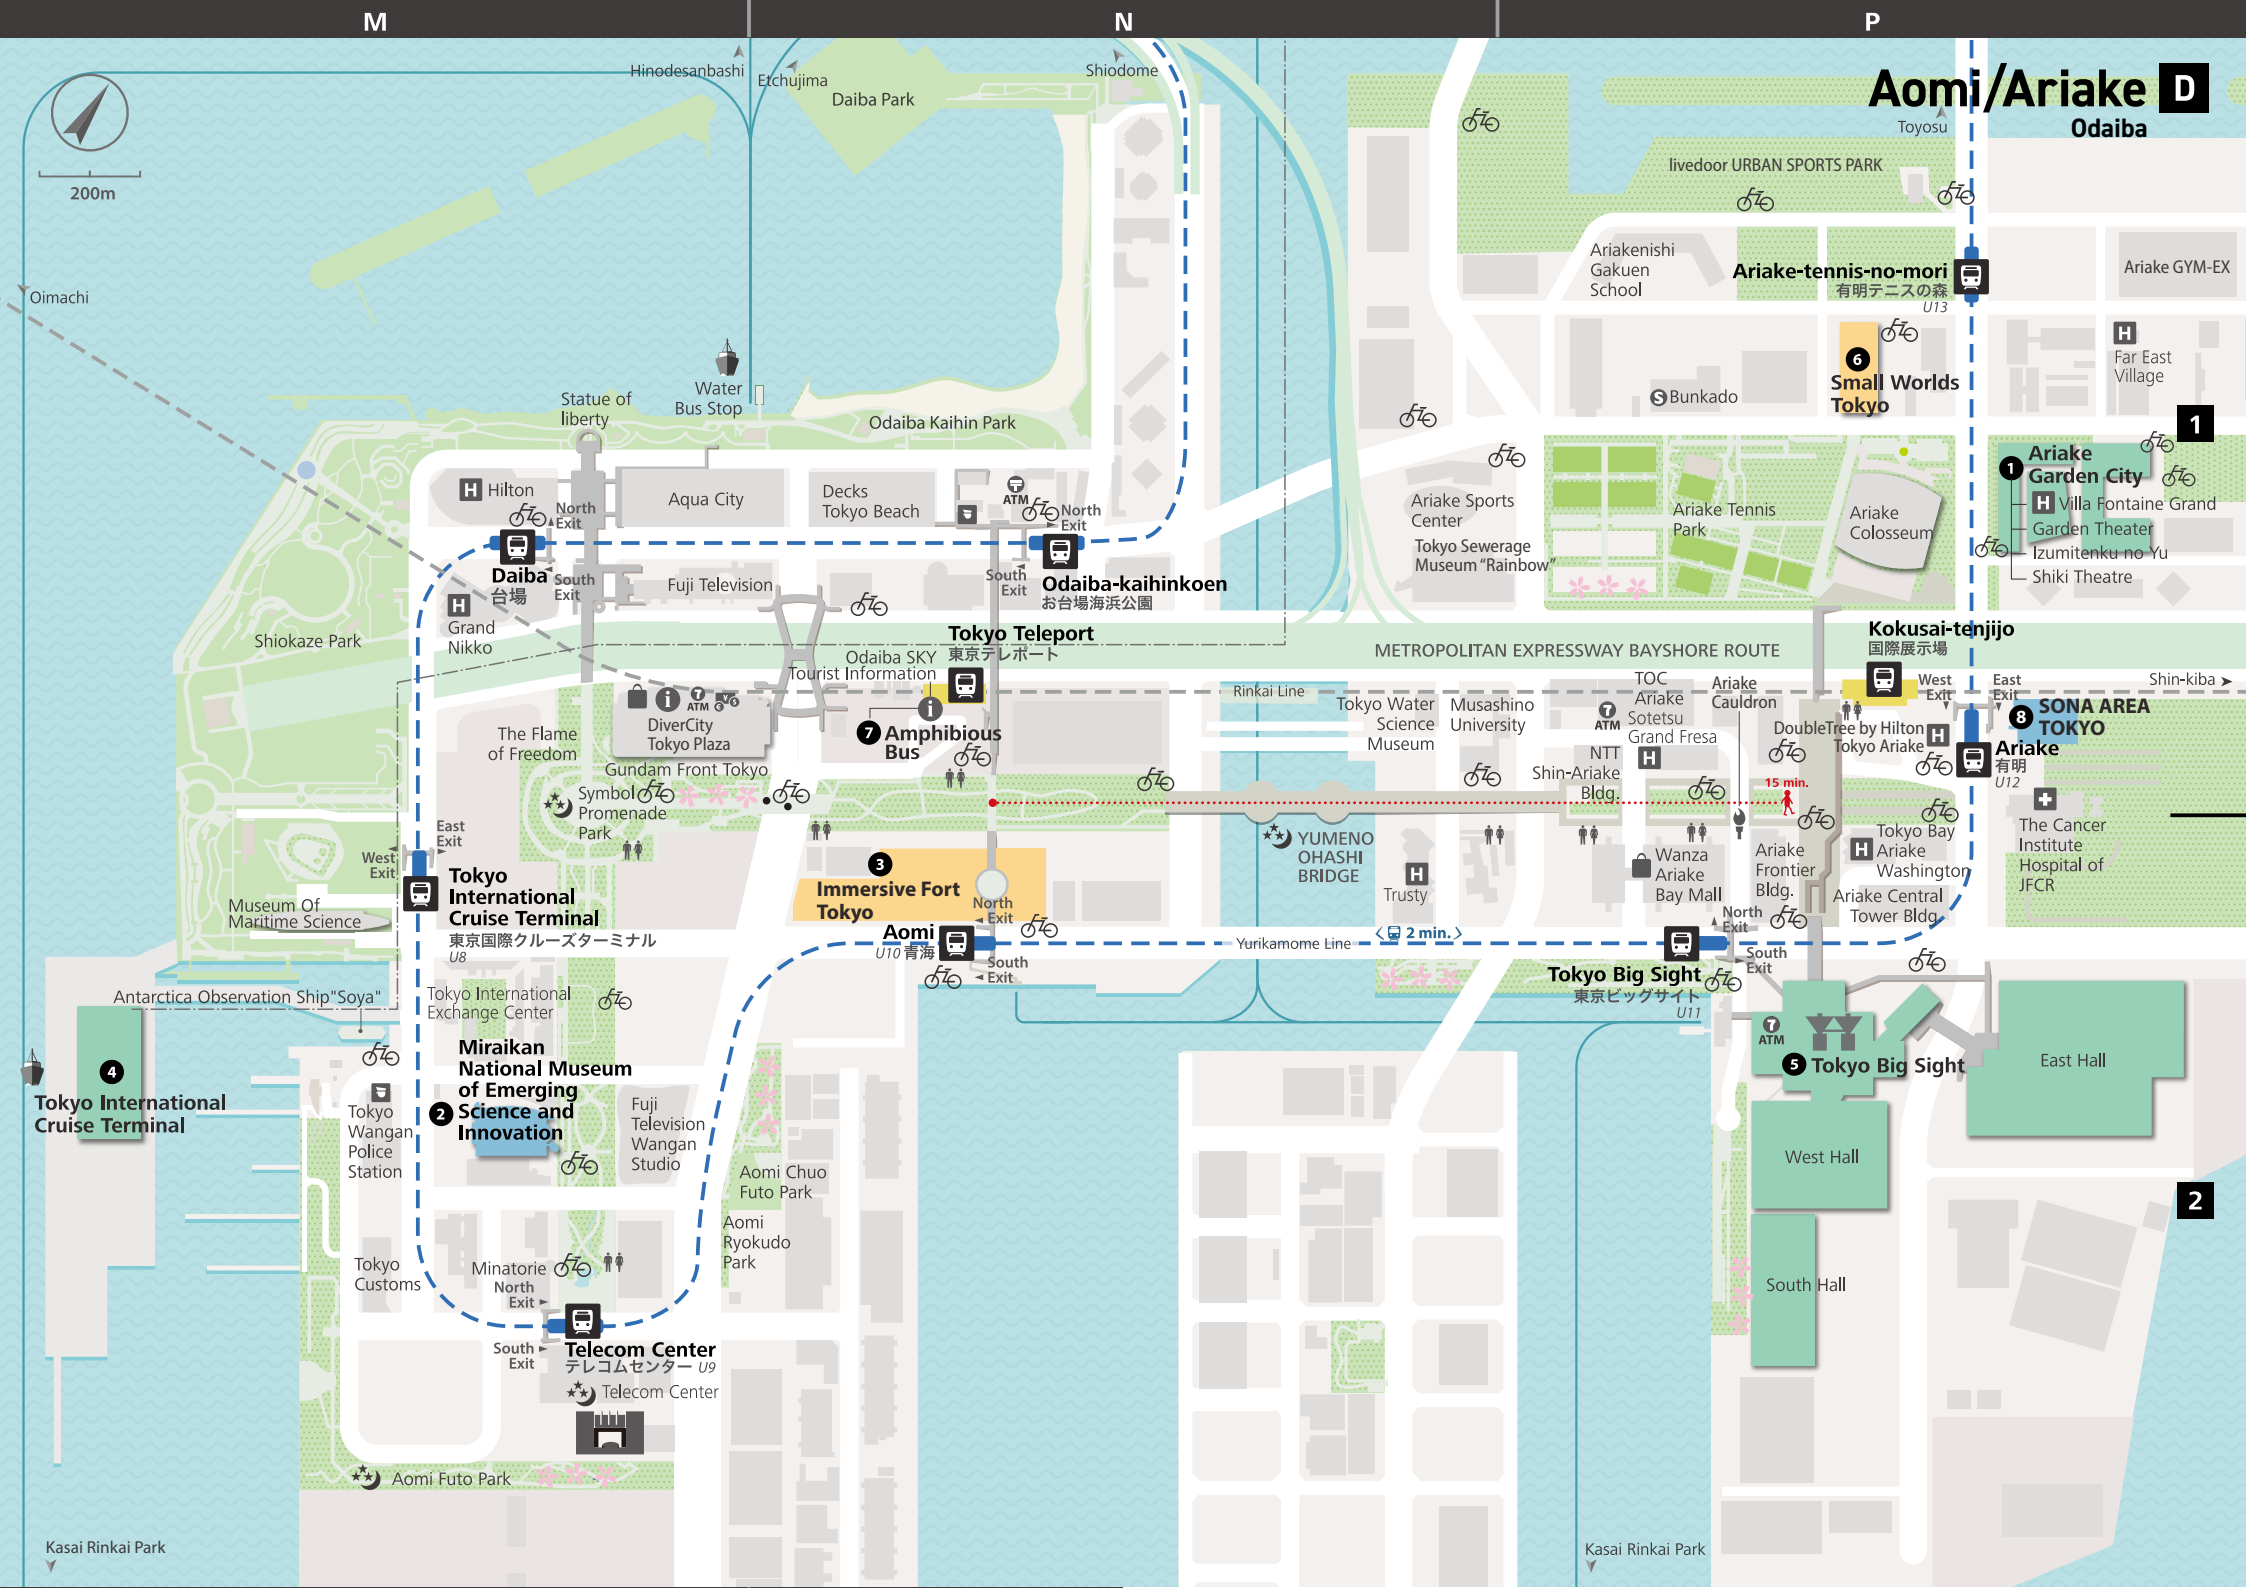 M
N
P
Aomi/Ariake D
Odaiba
200m
Hinodesanbashi
Etchujima
Shiodome
Daiba Park
Toyosu
livedoor URBAN SPORTS PARK
Oimachi
Ariakenishi
Gakuen
School
Ariake-tennis-no-mori
有明テニスの森
U13
Ariake GYM-EX
H
Far East
Village
6
Small Worlds
Tokyo
S Bunkado
Water
Bus Stop
Statue of
liberty
Odaiba Kaihin Park
1
H Hilton
North
Exit
Aqua City
Decks
Tokyo Beach
ATM
North
Exit
Daiba
台場
South
Exit
Fuji Television
South
Exit
Odaiba-kaihinkoen
お台場海浜公園
H
Grand
Nikko
Shiokaze Park
Ariake Sports
Center
Tokyo Sewerage
Museum “Rainbow”
Ariake Tennis
Park
Ariake
Colosseum
1
Ariake
Garden City
H Villa Fontaine Grand
Garden Theater
Izumitenku no Yu
Shiki Theatre
Tokyo Teleport
東京テレポート
Odaiba SKY
Tourist Information
i
7 Amphibious
Bus
i
7
ATM
DiverCity
Tokyo Plaza
The Flame
of Freedom
Gundam Front Tokyo
Symbol
Promenade
Park
METROPOLITAN EXPRESSWAY BAYSHORE ROUTE
Rinkai Line
Kokusai-tenjijo
国際展示場
Shin-kiba
West
Exit
East
Exit
8 SONA AREA
TOKYO
Ariake
有明
U12
DoubleTree by Hilton
Tokyo Ariake H
Tokyo Water
Science
Museum
Musashino
University
TOC
Ariake
7
ATM
Sotetsu
Grand Fresa
H
NTT
Shin-Ariake
Bldg.
Ariake
Cauldron
15 min.
The Cancer
Institute
Hospital of
JFCR
YUMENO
OHASHI
BRIDGE
H
Trusty
Wanza
Ariake
Bay Mall
Ariake
Frontier
Bldg.
H
Tokyo Bay
Ariake
Washington
Ariake Central
Tower Bldg.
East
Exit
West
Exit
Tokyo
International
Cruise Terminal
東京国際クルーズターミナル
U8
Museum Of
Maritime Science
3
Immersive Fort
Tokyo
North
Exit
Aomi
U10 青海
South
Exit
Yurikamome Line
2 min.
North
Exit
South
Exit
Tokyo Big Sight
東京ビッグサイト
U11
Antarctica Observation Ship"Soya"
Tokyo International
Exchange Center
4
Tokyo International
Cruise Terminal
Miraikan
National Museum
of Emerging
2 Science and
Innovation
Tokyo
Wangan
Police
Station
Fuji
Television
Wangan
Studio
Aomi Chuo
Futo Park
Aomi
Ryokudo
Park
7
ATM
5 Tokyo Big Sight
East Hall
West Hall
South Hall
2
Tokyo
Customs
Minatorie
North
Exit
South
Exit
Telecom Center
テレコムセンター U9
Telecom Center
Aomi Futo Park
Kasai Rinkai Park
Kasai Rinkai Park